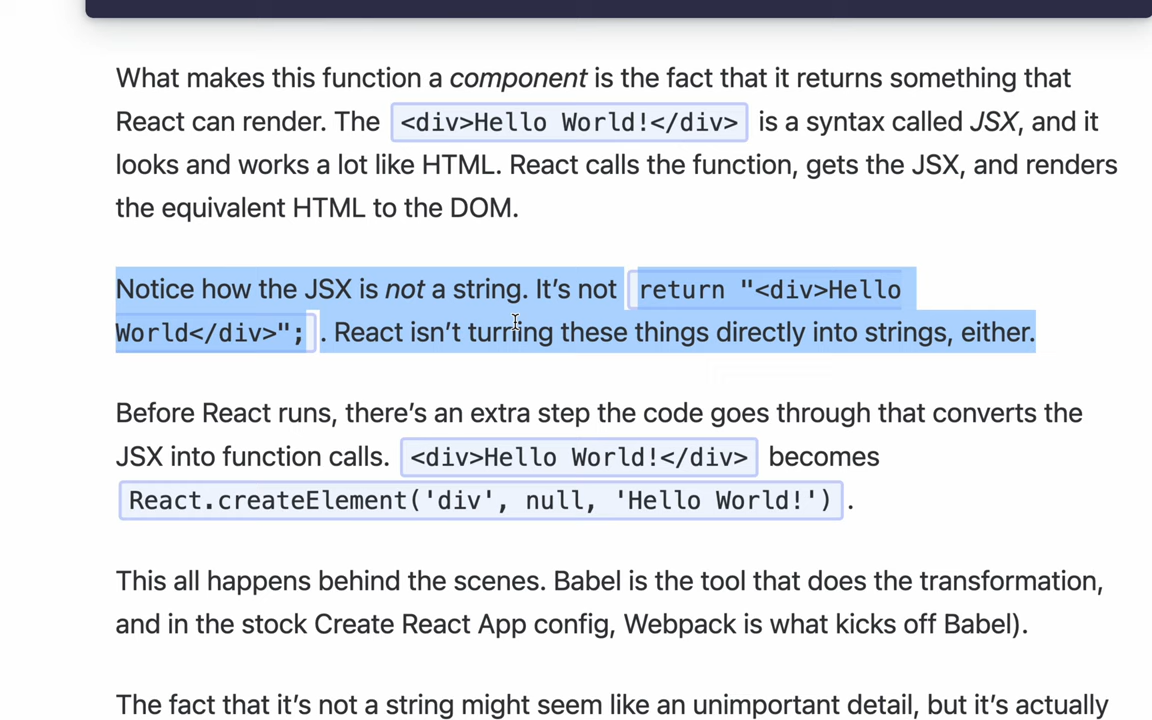 What makes this function a component is the fact that it returns something that
React can render. The <div>Hello World!</div> is a syntax called JSX, and it
looks and works a lot like HTML. React calls the function, gets the JSX, and renders
the equivalent HTML to the DOM.
Notice how the JSX is not a string. It’s not return "<div>Hello
World</div>"; . React isn’t turning these things directly into strings, either.
Before React runs, there’s an extra step the code goes through that converts the
JSX into function calls. <div>Hello World!</div> becomes
React.createElement('div', null, 'Hello World!') .
This all happens behind the scenes. Babel is the tool that does the transformation,
and in the stock Create React App config, Webpack is what kicks off Babel).
The fact that it’s not a string might seem like an unimportant detail, but it’s actually